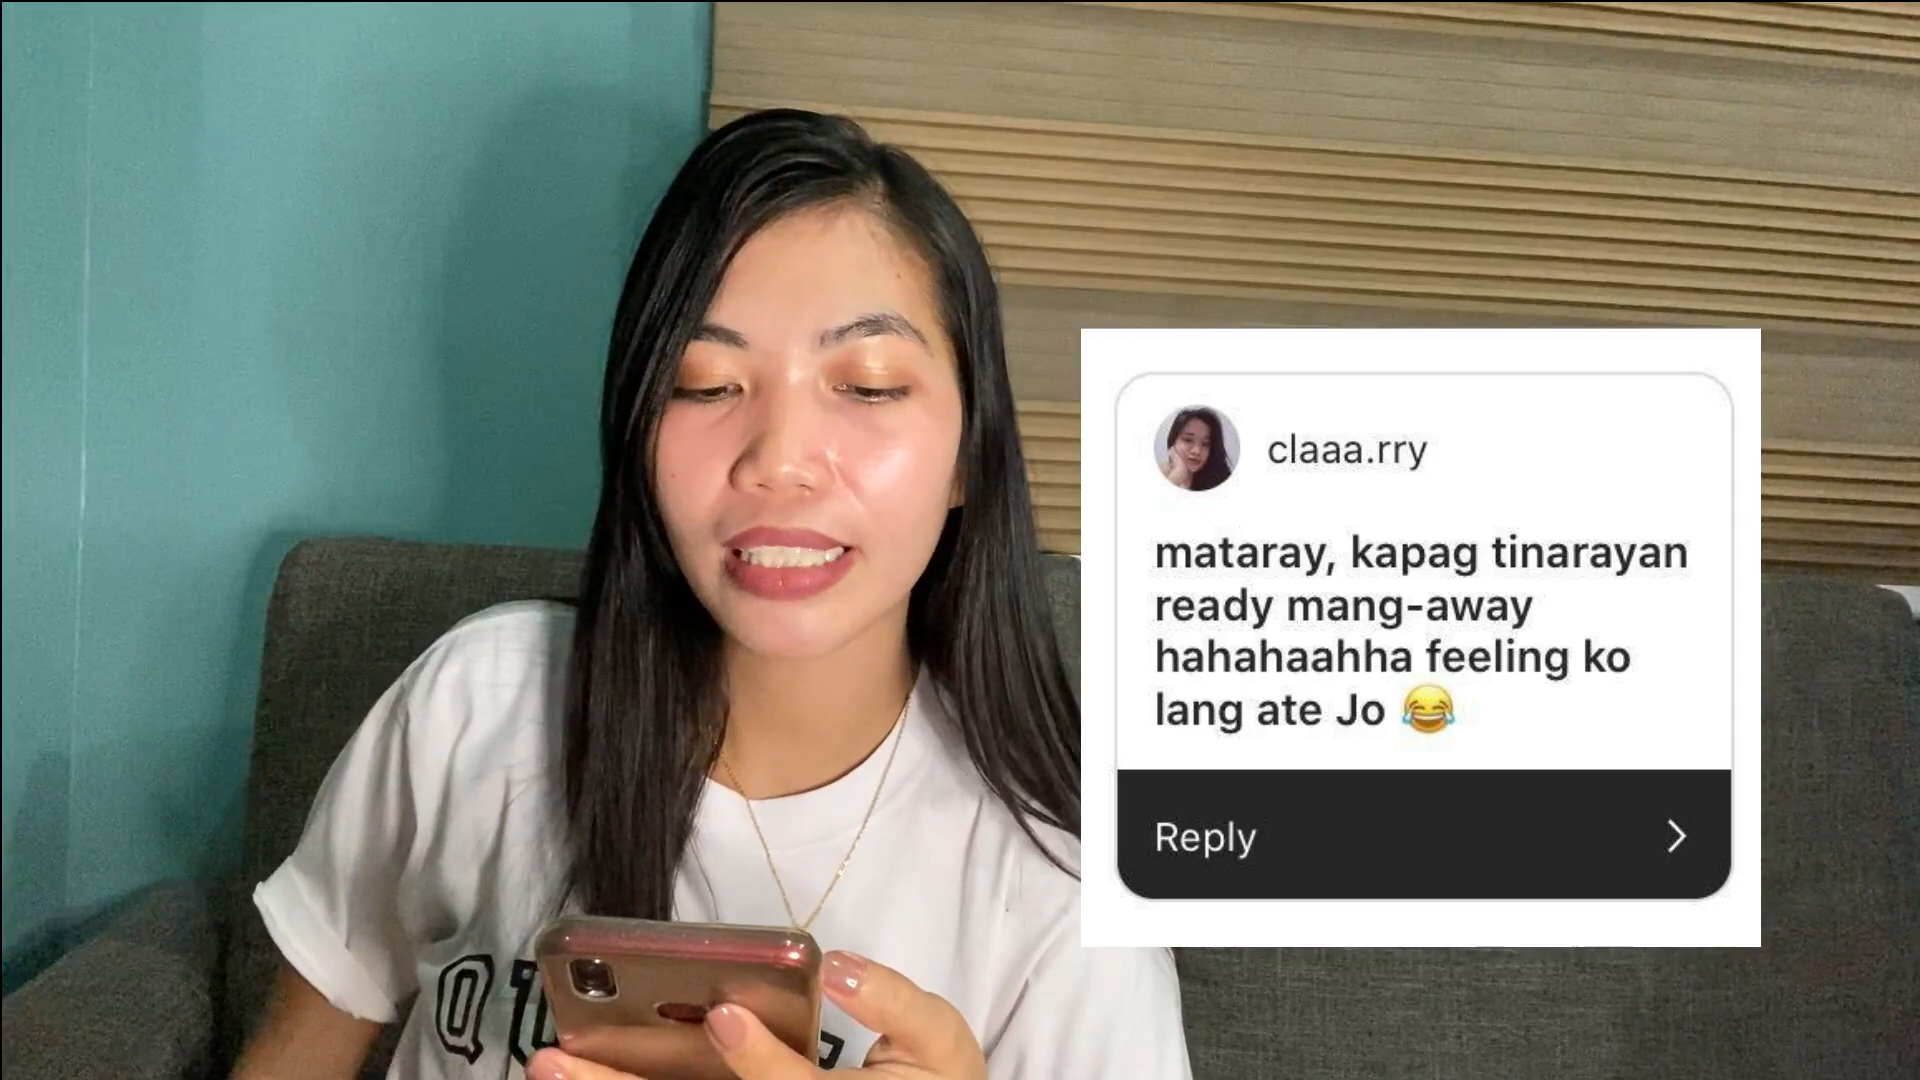 claaa.rry
mataray, kapag tinarayan
ready mang-away
hahahaahha feeling ko
lang ate Jo 😂
Reply